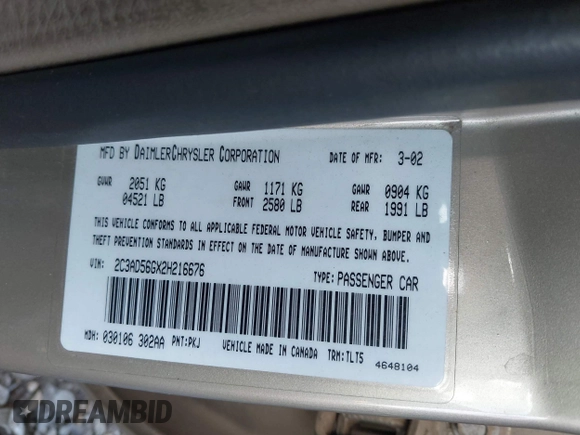 MFD BY DAIMLERCHRYSLER CORPORATION DATE OF MFR: 3-02
GVWR 2051 KG GAWR 1171 KG GAWR 0904 KG
04521 LB FRONT 2580 LB REAR 1991 LB
THIS VEHICLE CONFORMS TO ALL APPLICABLE FEDERAL MOTOR VEHICLE SAFETY, BUMPER AND
THEFT PREVENTION STANDARDS IN EFFECT ON THE DATE OF MANUFACTURE SHOWN ABOVE.
VIN: 2C3AD56GX2H216676 TYPE: PASSENGER CAR
MDH: 030106 302AA PNT:PKJ VEHICLE MADE IN CANADA TRM:TLT5
4648104
DREAMBID